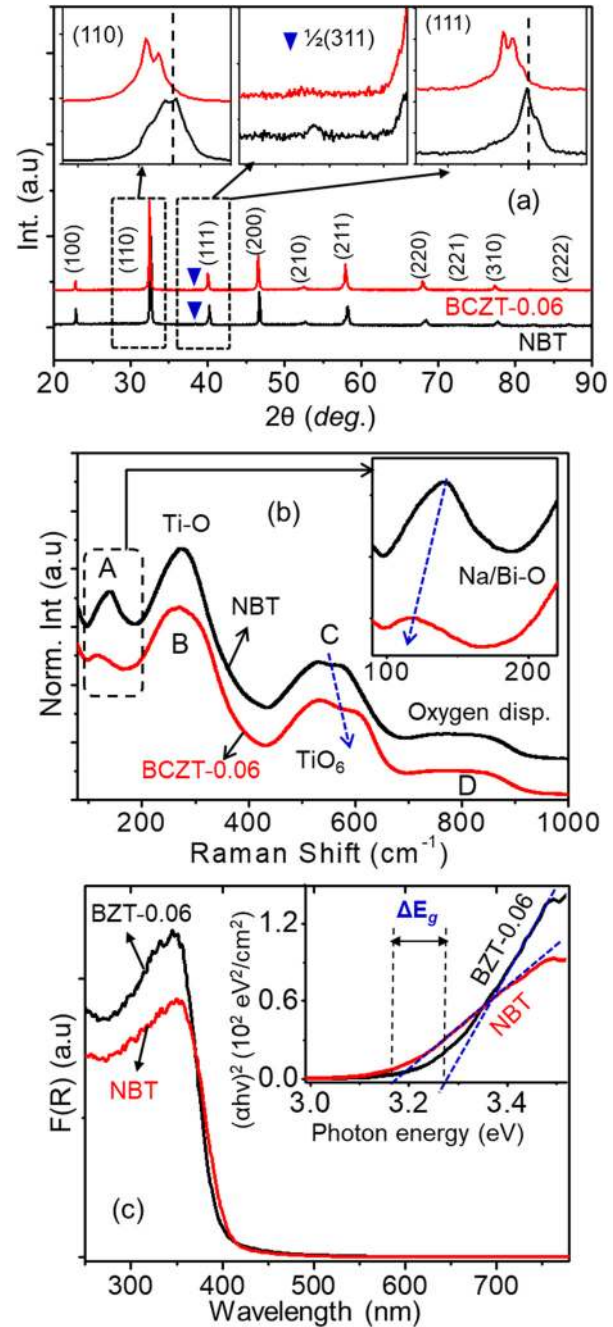 (110)
▼ ½(311)
(111)
(a)
Int. (a.u)
(100)
(110)
(111)
(200)
(210)
(211)
(220)
(221)
(310)
(222)
BCZT-0.06
NBT
20 30 40 50 60 70 80 90
2θ (deg.)
(b)
Norm. Int (a.u)
A
Ti-O
B
NBT
BCZT-0.06
C
TiO₆
Oxygen disp.
D
Na/Bi-O
100 200
200 400 600 800 1000
Raman Shift (cm⁻¹)
BZT-0.06
NBT
F(R) (a.u)
(c)
ΔE_g
BZT-0.06
NBT
(αhν)² (10² eV²/cm²)
1.2
0.6
0.0
3.0 3.2 3.4
Photon energy (eV)
300 400 500 600 700
Wavelength (nm)